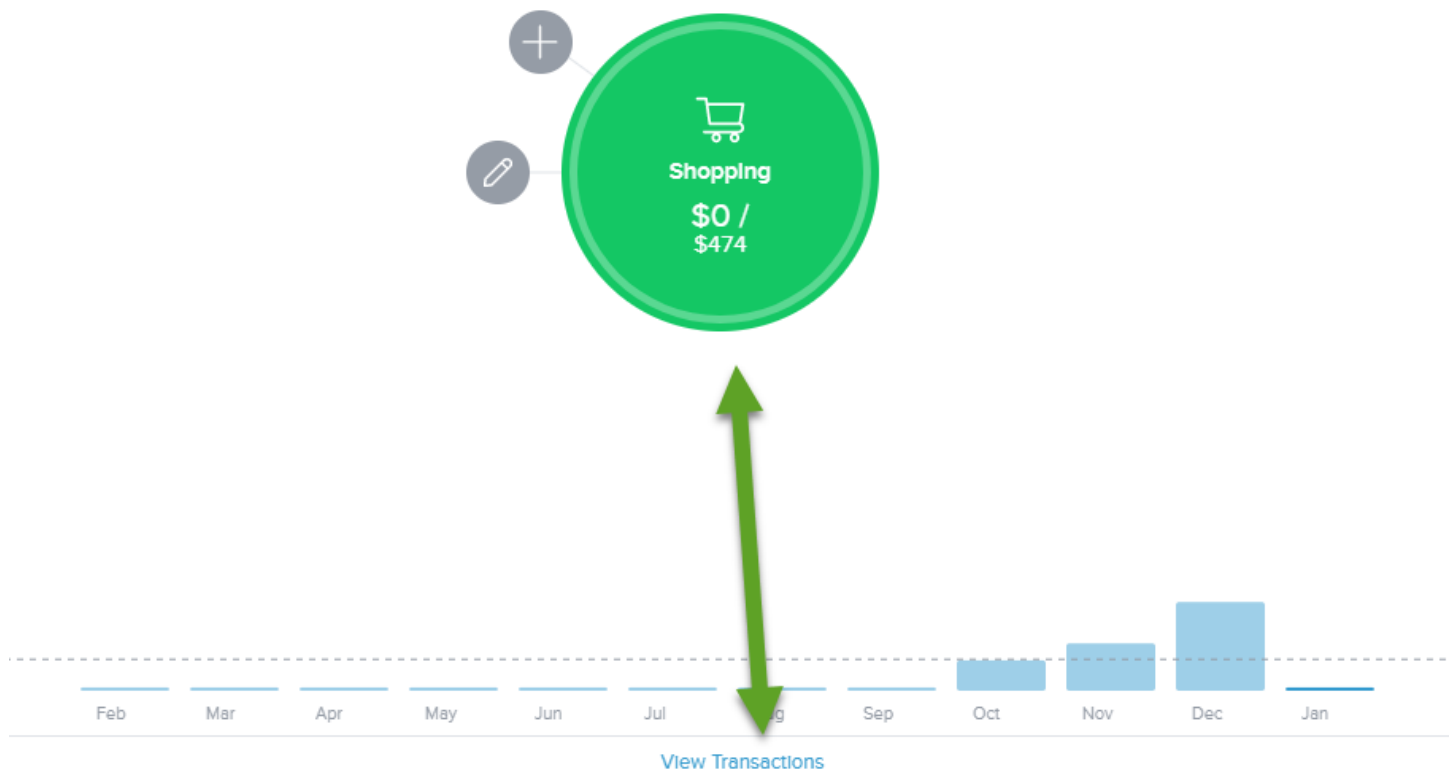 Shopping
$0 /
$474
Feb Mar Apr May Jun Jul Sep Oct Nov Dec Jan
View Transactions